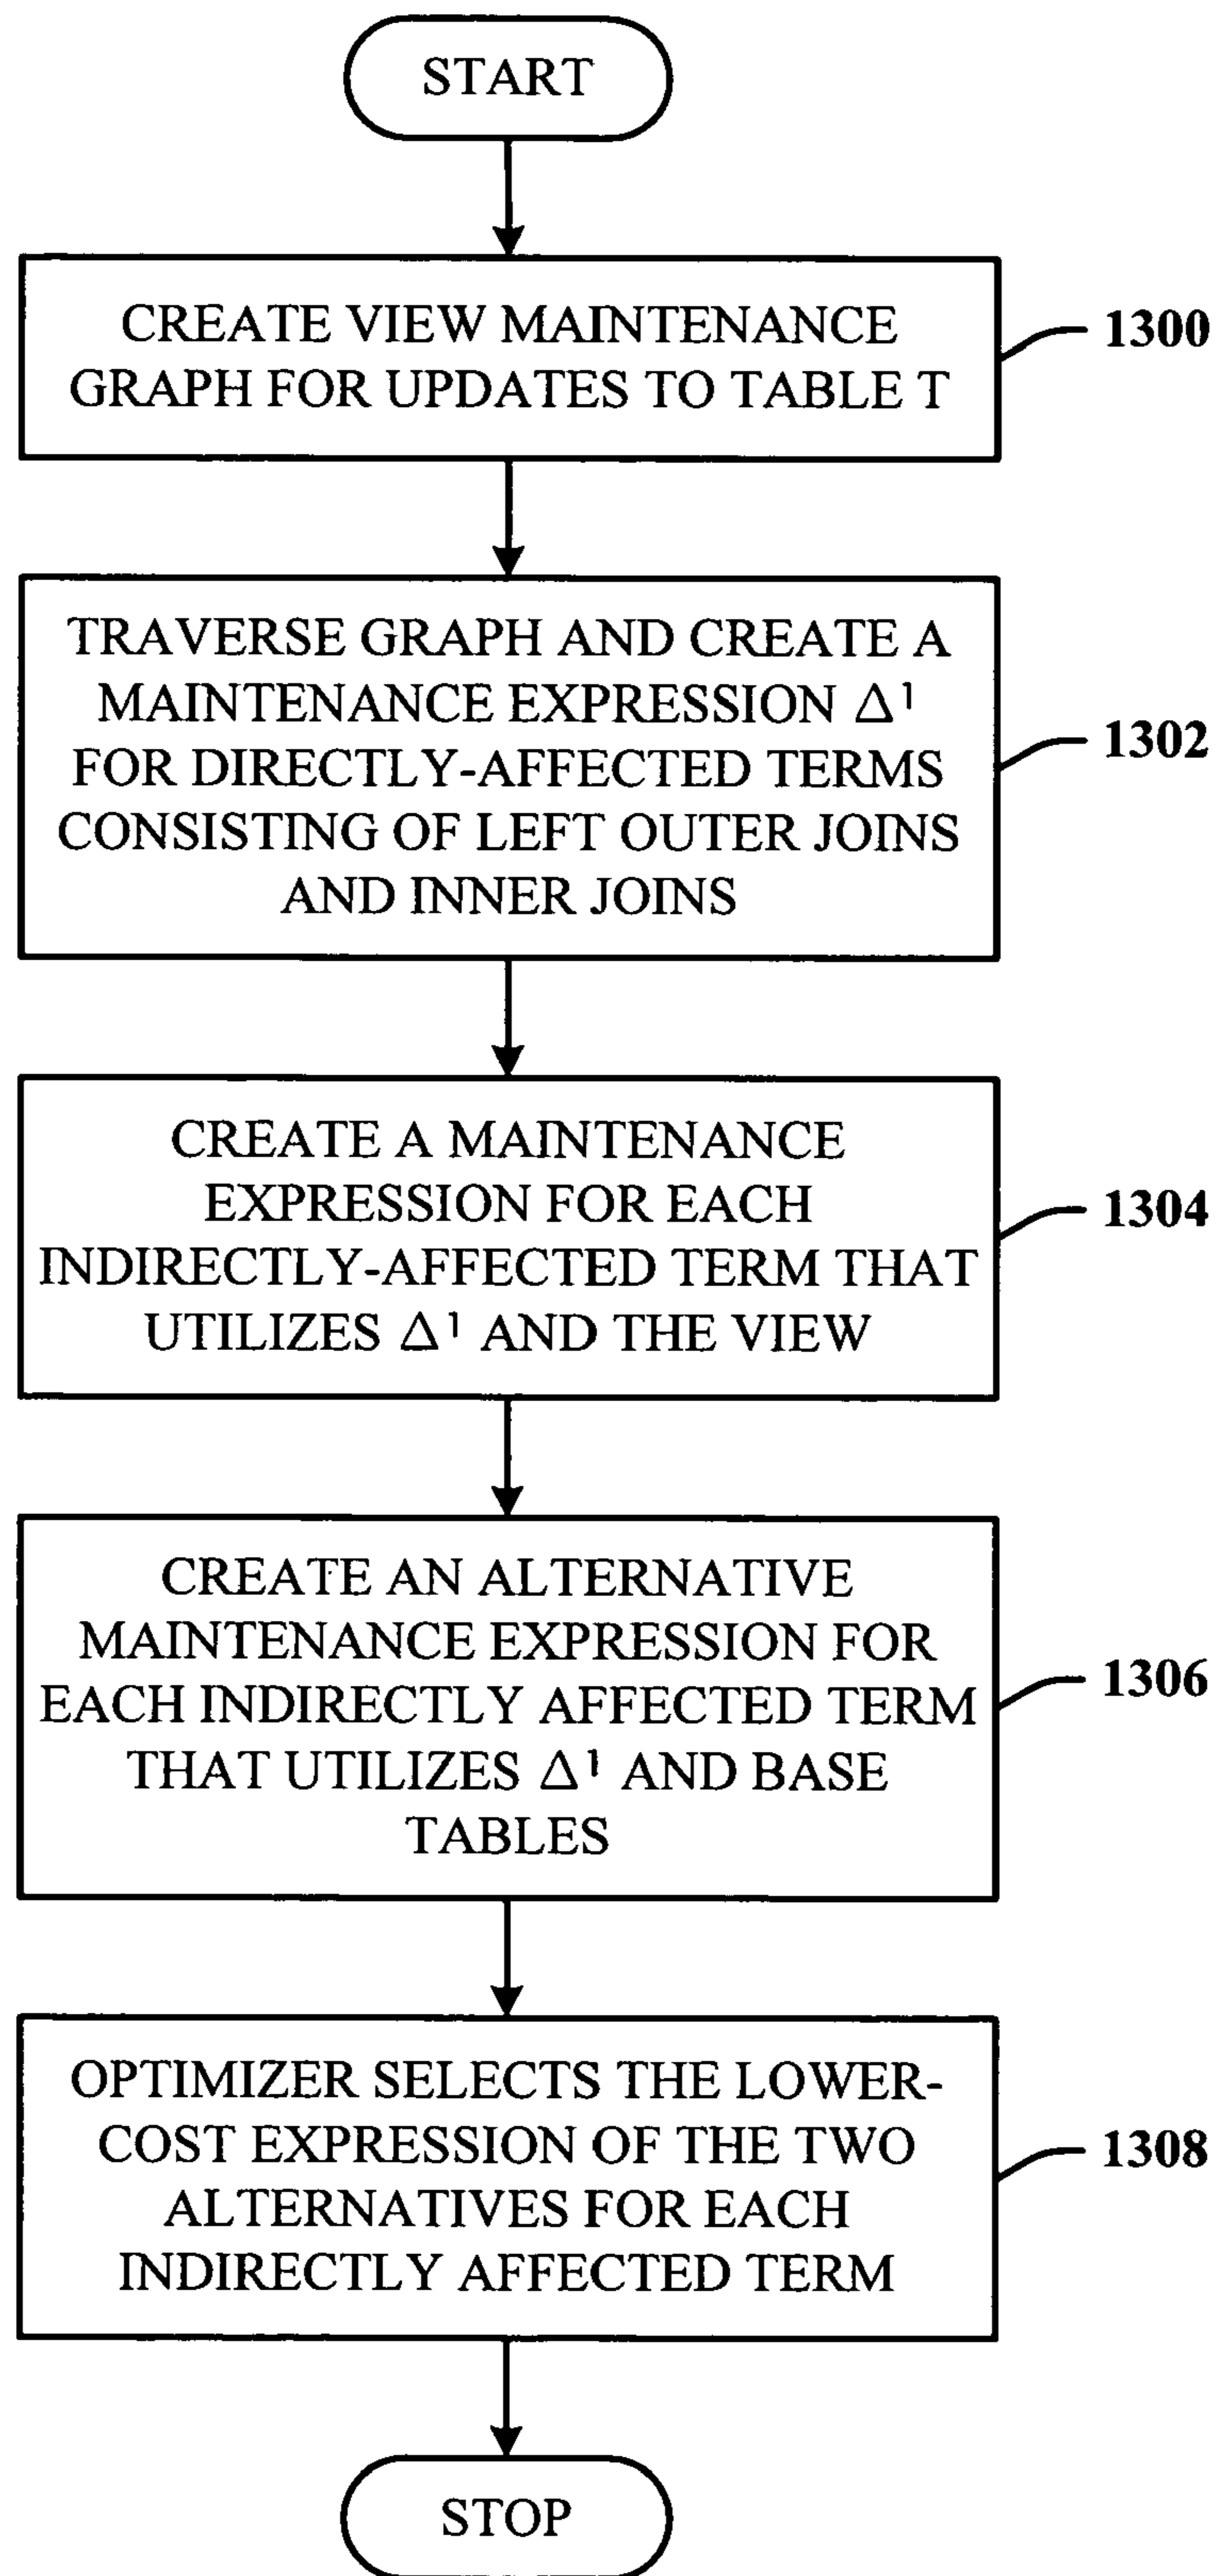 START
CREATE VIEW MAINTENANCE
GRAPH FOR UPDATES TO TABLE T
1300
TRAVERSE GRAPH AND CREATE A
MAINTENANCE EXPRESSION Δ¹
FOR DIRECTLY-AFFECTED TERMS
CONSISTING OF LEFT OUTER JOINS
AND INNER JOINS
1302
CREATE A MAINTENANCE
EXPRESSION FOR EACH
INDIRECTLY-AFFECTED TERM THAT
UTILIZES Δ¹ AND THE VIEW
1304
CREATE AN ALTERNATIVE
MAINTENANCE EXPRESSION FOR
EACH INDIRECTLY AFFECTED TERM
THAT UTILIZES Δ¹ AND BASE
TABLES
1306
OPTIMIZER SELECTS THE LOWER-
COST EXPRESSION OF THE TWO
ALTERNATIVES FOR EACH
INDIRECTLY AFFECTED TERM
1308
STOP